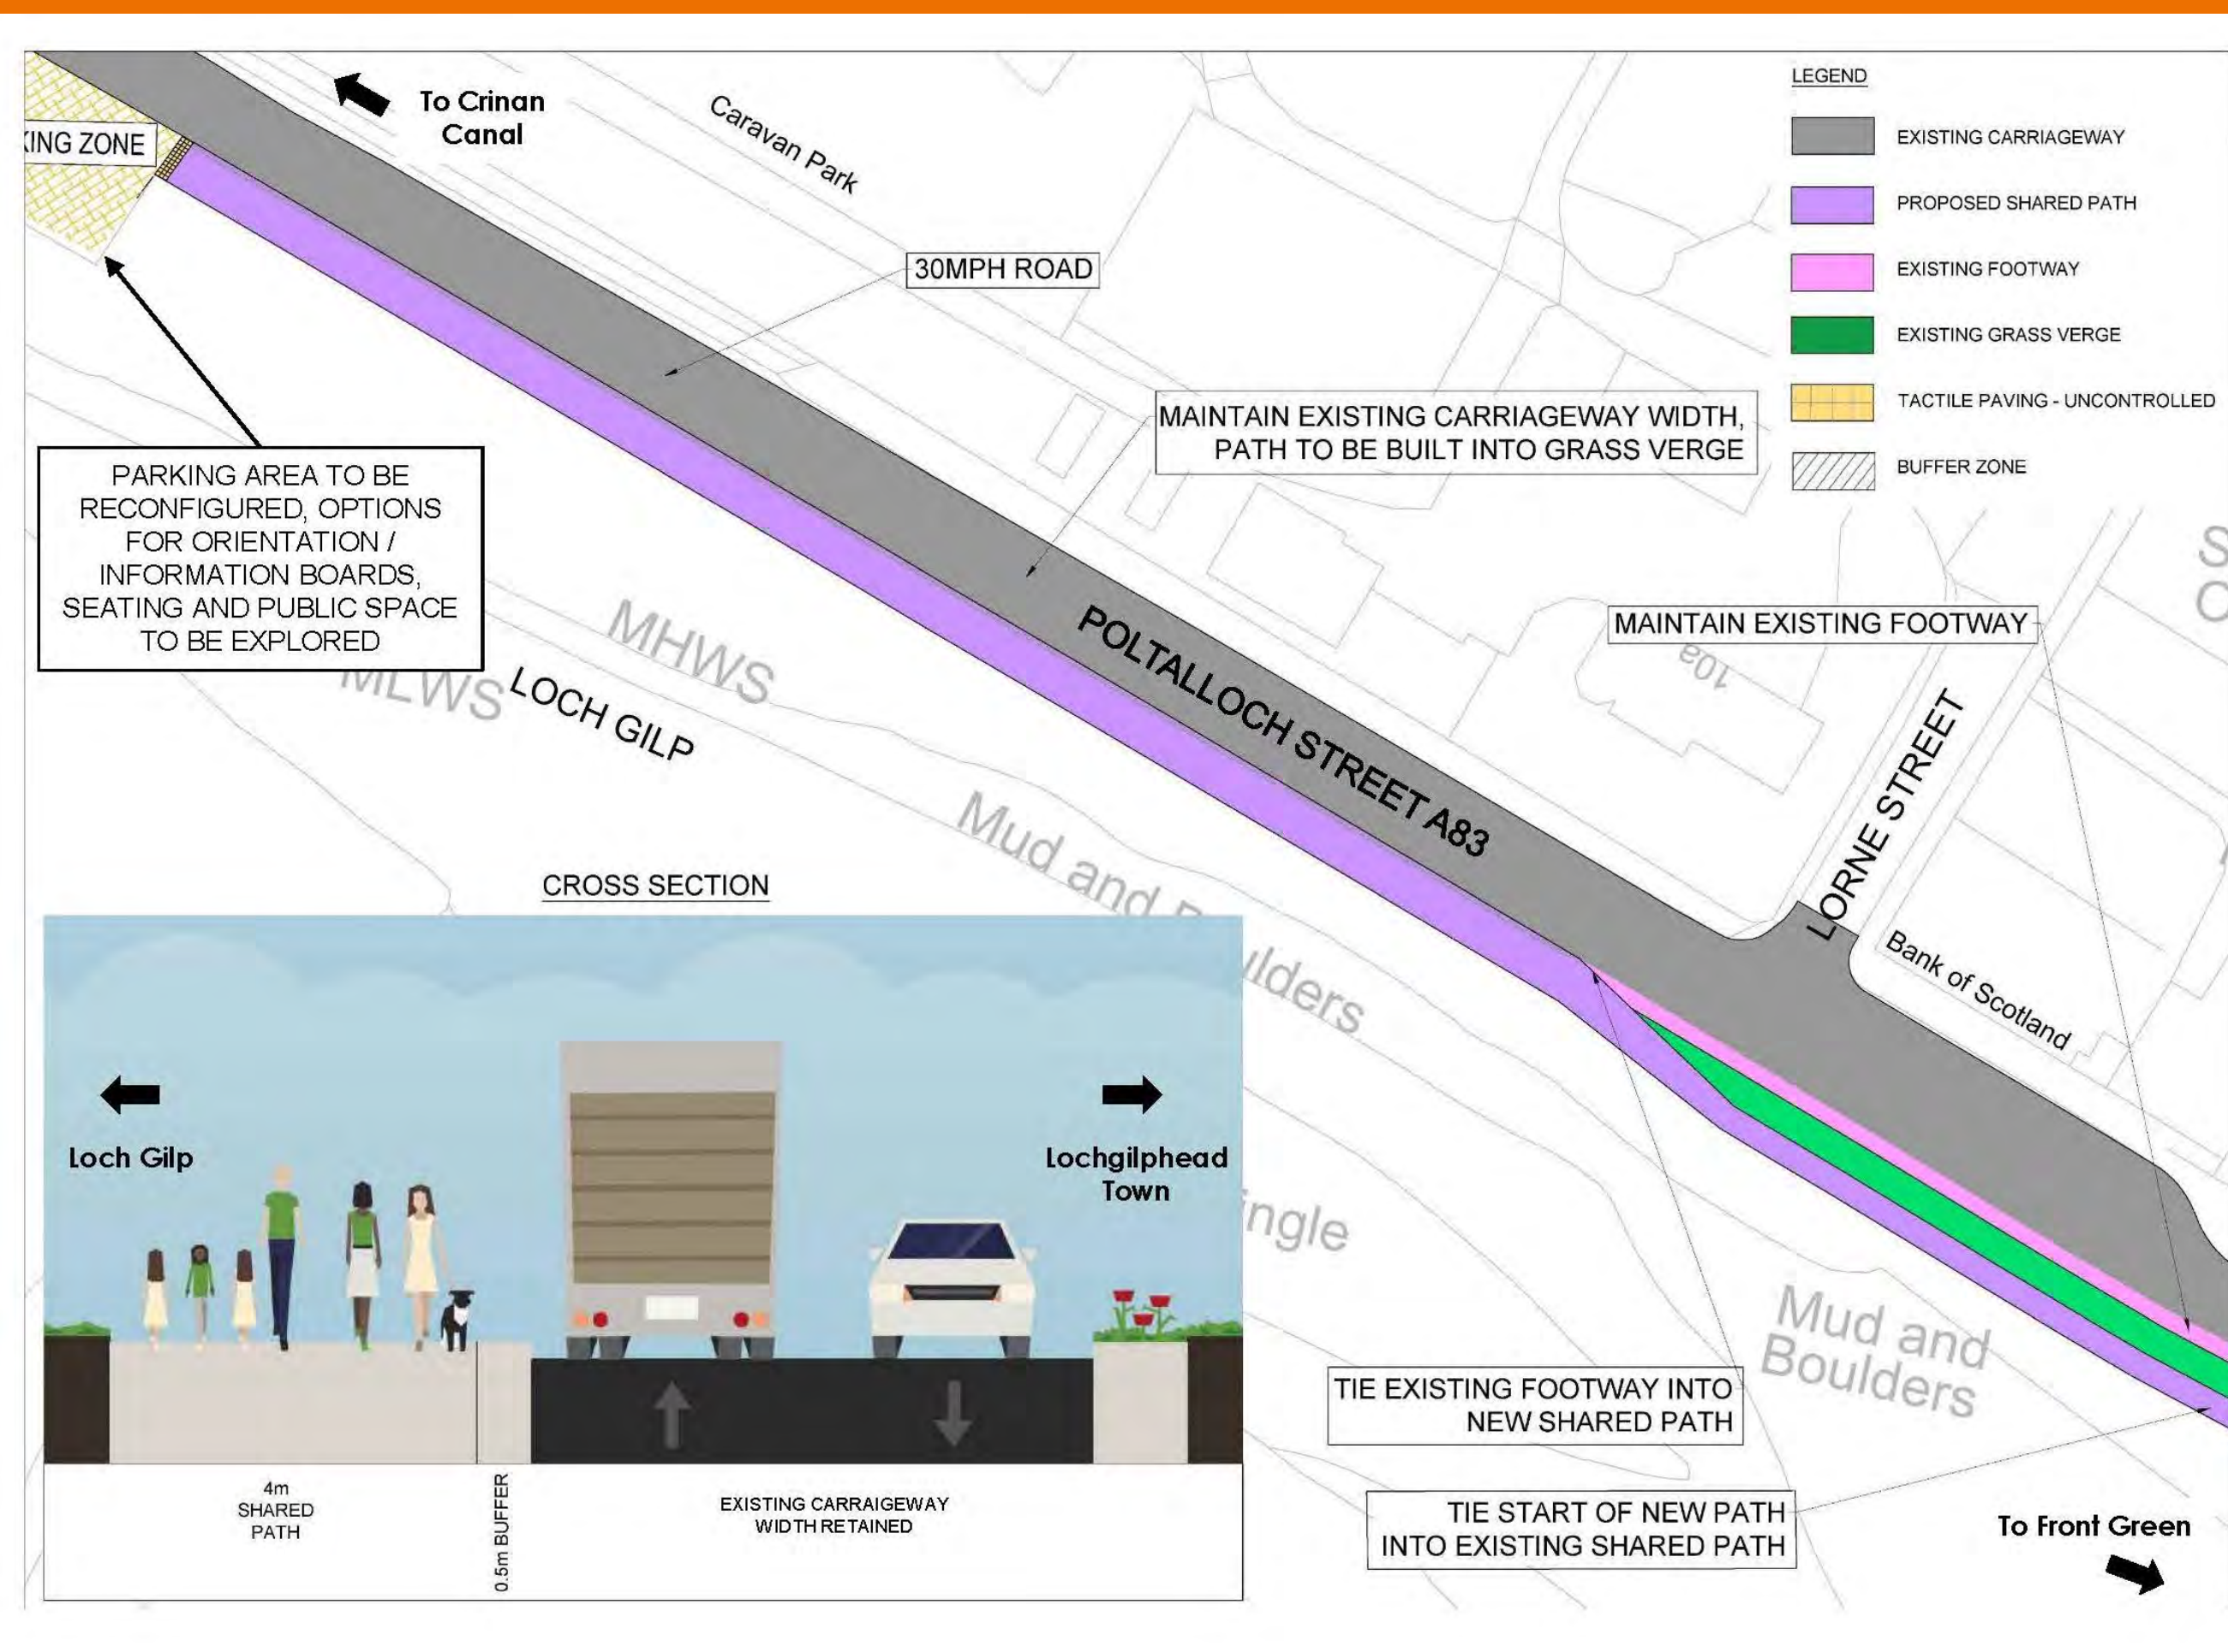 To Crinan
Canal
Caravan Park
KING ZONE
30MPH ROAD
LEGEND
EXISTING CARRIAGEWAY
PROPOSED SHARED PATH
EXISTING FOOTWAY
EXISTING GRASS VERGE
TACTILE PAVING - UNCONTROLLED
BUFFER ZONE
MAINTAIN EXISTING CARRIAGEWAY WIDTH,
PATH TO BE BUILT INTO GRASS VERGE
PARKING AREA TO BE
RECONFIGURED, OPTIONS
FOR ORIENTATION /
INFORMATION BOARDS,
SEATING AND PUBLIC SPACE
TO BE EXPLORED
MAINTAIN EXISTING FOOTWAY
10a
MHWS
MLWS
LOCH GILP
POLTALLOCH STREET A83
LORNE STREET
Bank of Scotland
Mud and
ulders
ingle
Mud and
Boulders
CROSS SECTION
Loch Gilp
Lochgilphead
Town
4m
SHARED
PATH
0.5m BUFFER
EXISTING CARRAIGEWAY
WIDTH RETAINED
TIE EXISTING FOOTWAY INTO
NEW SHARED PATH
TIE START OF NEW PATH
INTO EXISTING SHARED PATH
To Front Green